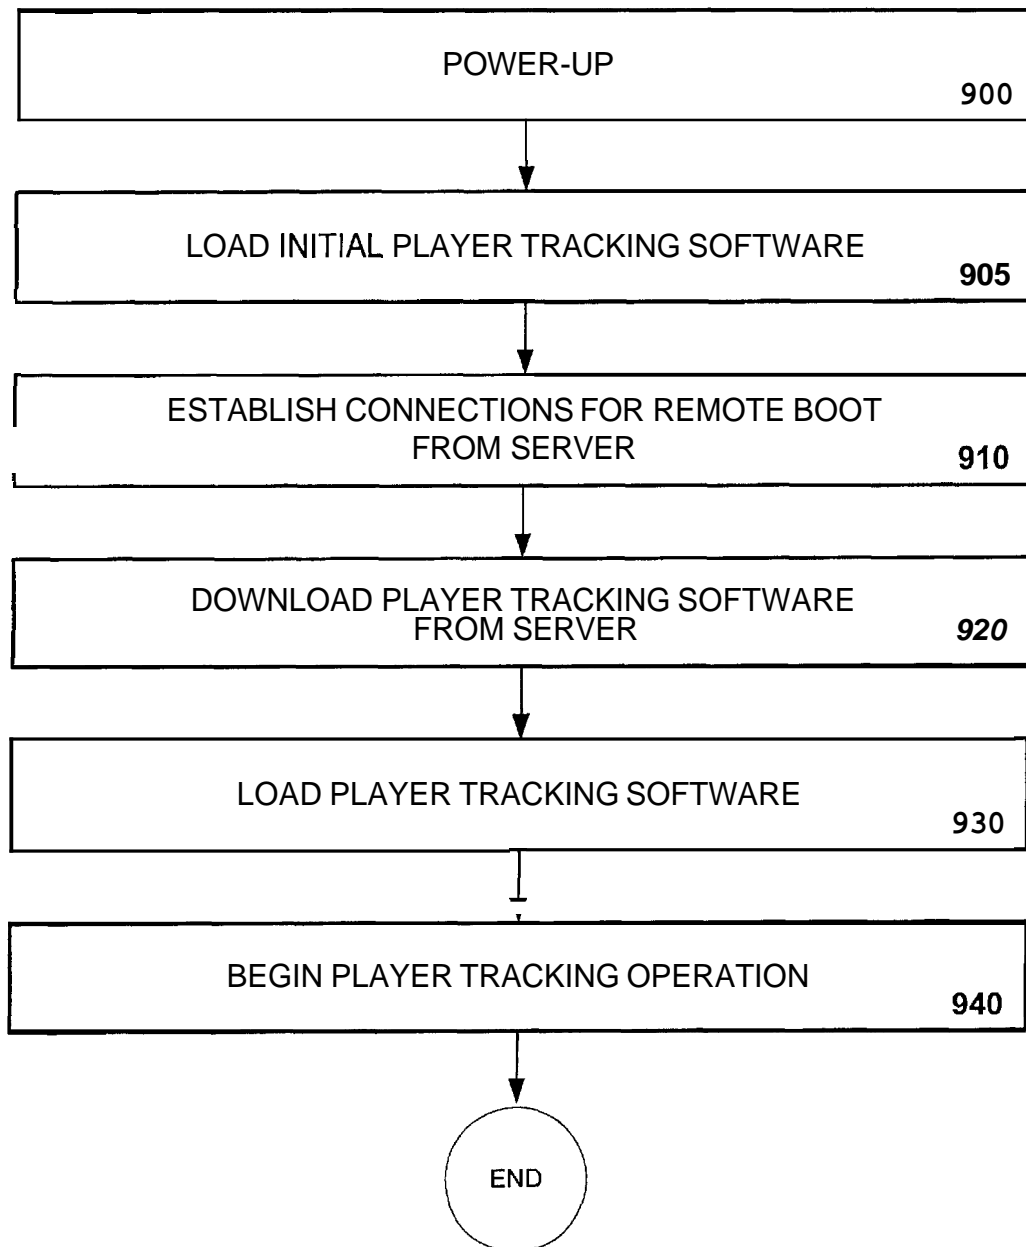 POWER-UP
900
LOAD INITIAL PLAYER TRACKING SOFTWARE
905
ESTABLISH CONNECTIONS FOR REMOTE BOOT
FROM SERVER
910
DOWNLOAD PLAYER TRACKING SOFTWARE
FROM SERVER
920
LOAD PLAYER TRACKING SOFTWARE
930
BEGIN PLAYER TRACKING OPERATION
940
END